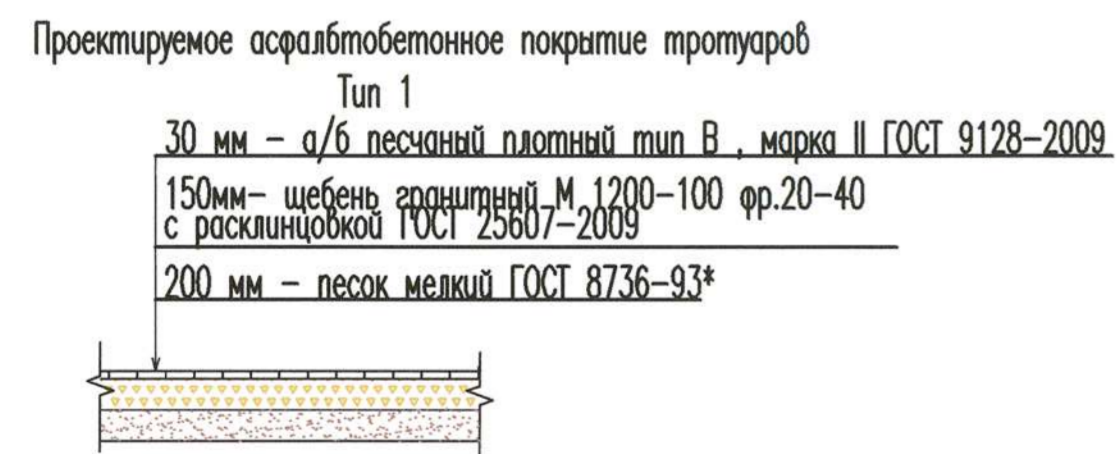 Проектируемое асфалбтобетонное покрытие тротуаров
Тип 1
30 мм – а/б песчаный плотный тип В , марка II ГОСТ 9128–2009
150мм– щебень гранитный М 1200–100 фр.20–40
с расклинцовкой ГОСТ 25607–2009
200 мм – песок мелкий ГОСТ 8736–93*